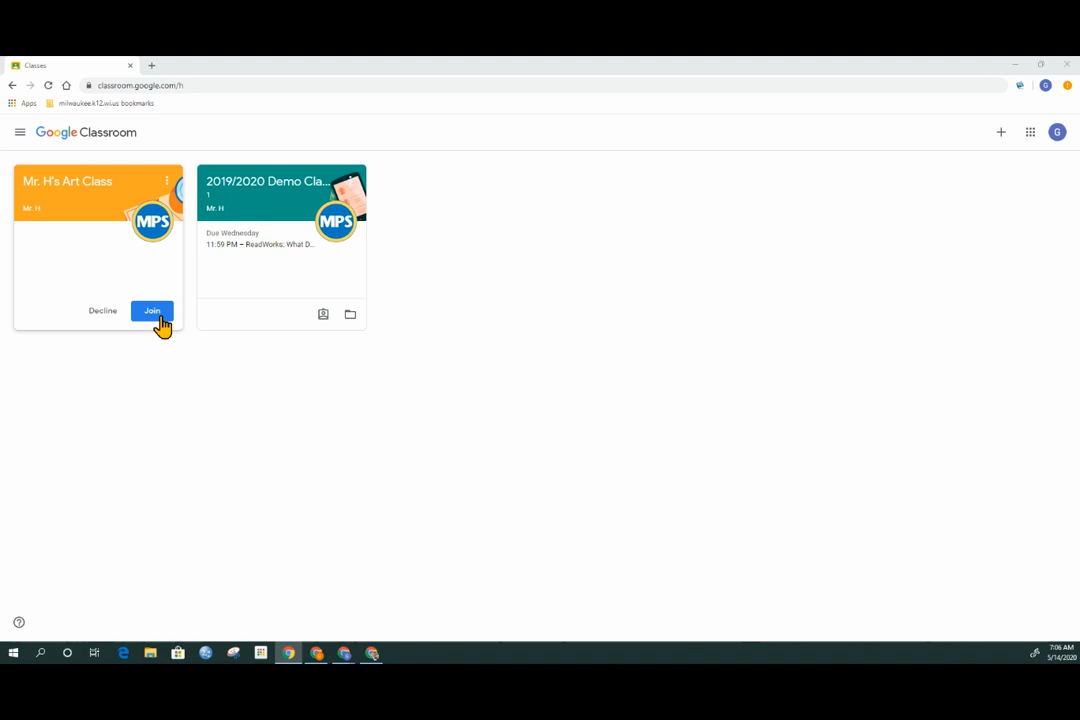 Classes
classroom.google.com/h
Apps
milwaukee.k12.wi.us bookmarks
G
Google Classroom
G
Mr. H's Art Class
Mr. H
MPS
Decline
Join
2019/2020 Demo Cla...
1
Mr. H
MPS
Due Wednesday
11:59 PM – ReadWorks: What D...
7:06 AM
5/14/2020